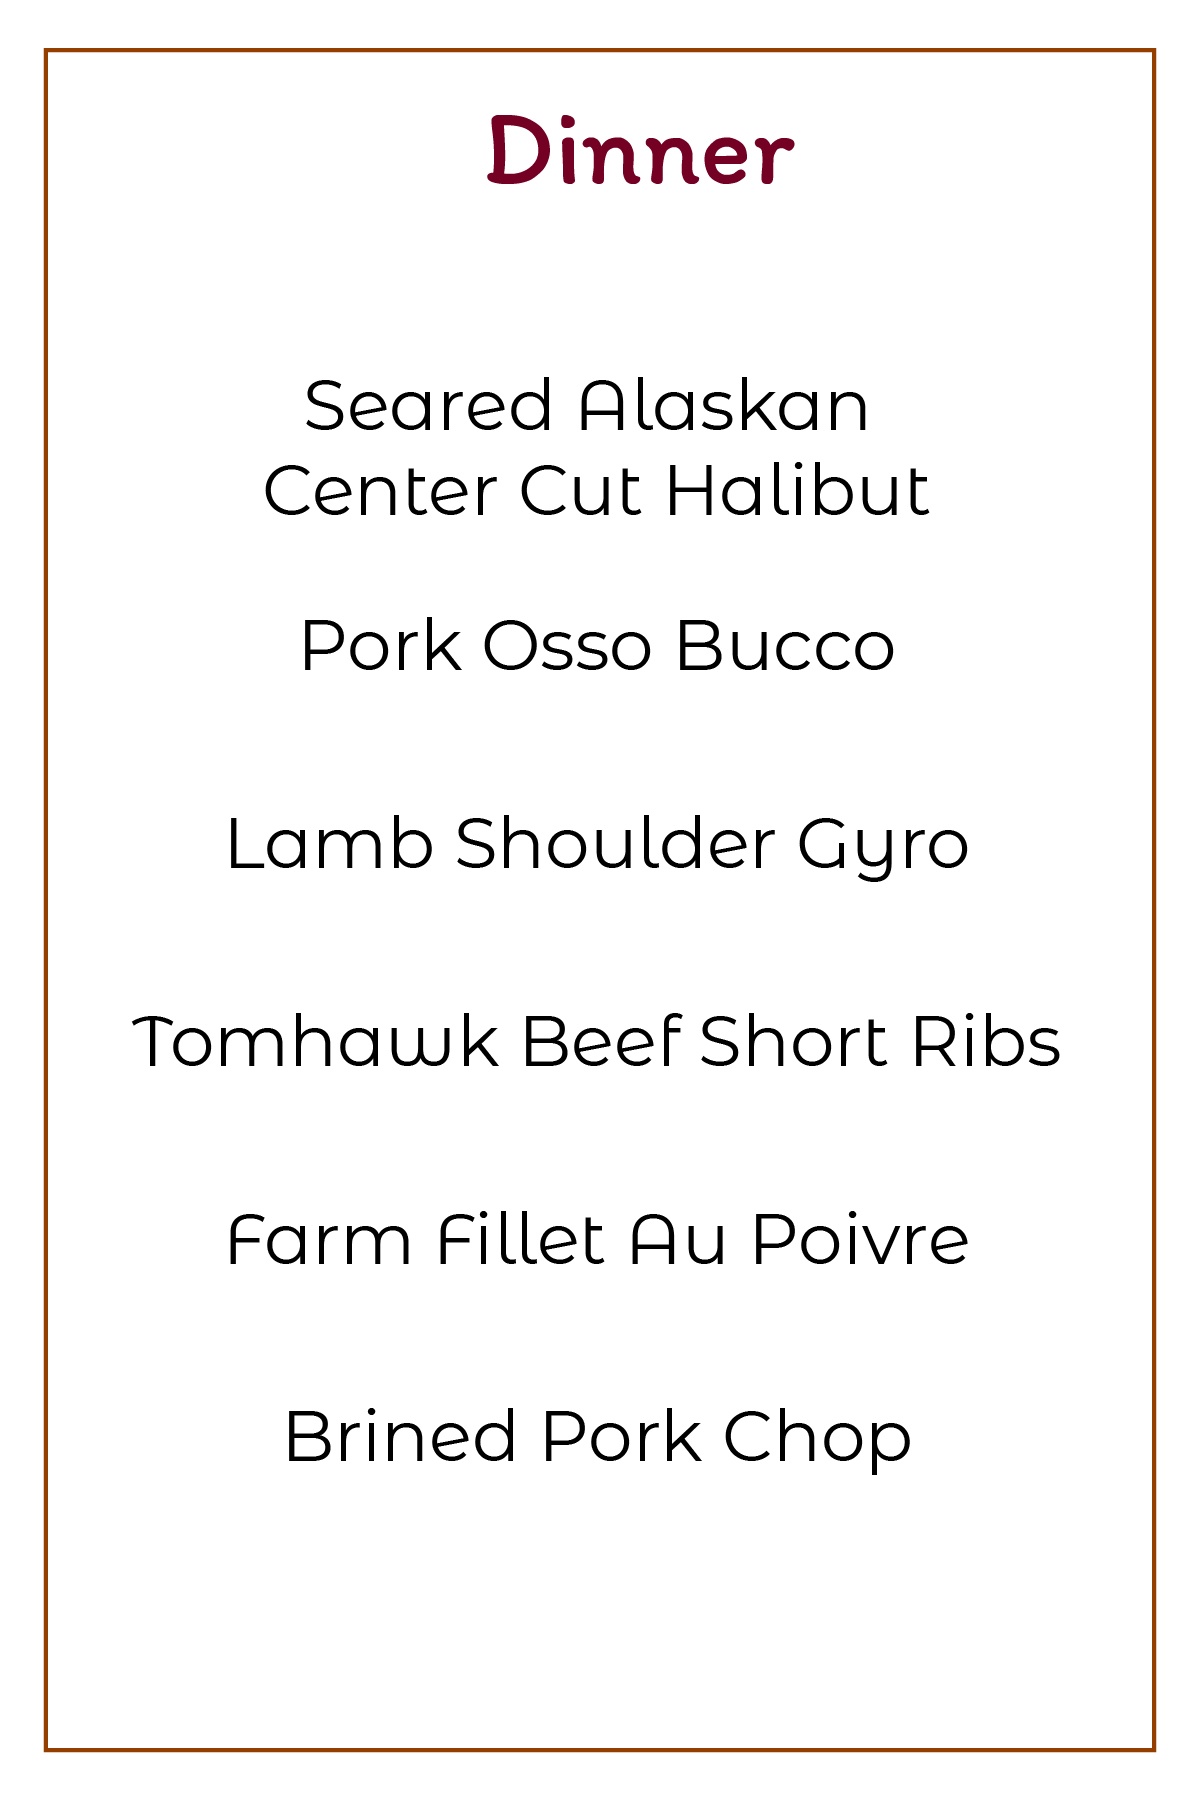 Dinner
Seared Alaskan
Center Cut Halibut
Pork Osso Bucco
Lamb Shoulder Gyro
Tomhawk Beef Short Ribs
Farm Fillet Au Poivre
Brined Pork Chop